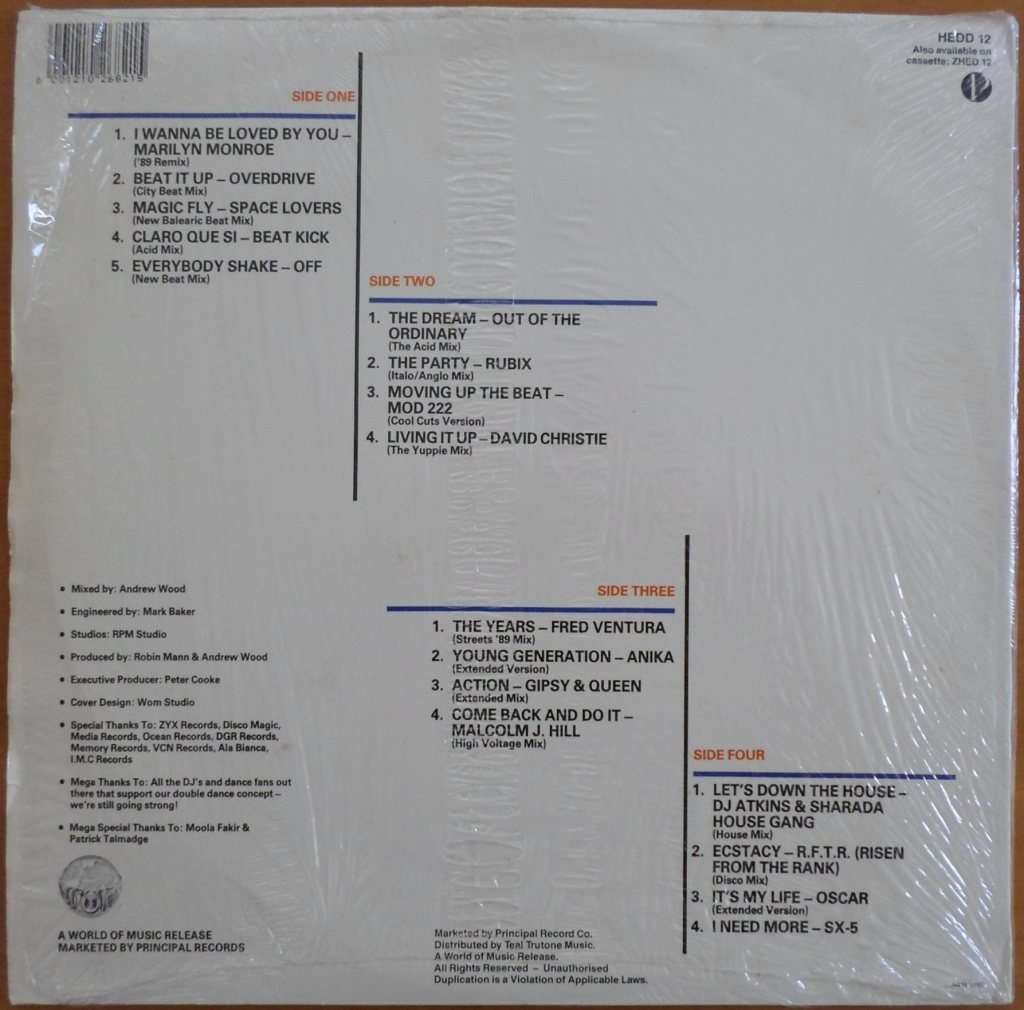 HEDD 12
Also available on
cassette: ZHED 12
SIDE ONE
1. I WANNA BE LOVED BY YOU –
MARILYN MONROE
('89 Remix)
2. BEAT IT UP – OVERDRIVE
(City Beat Mix)
3. MAGIC FLY – SPACE LOVERS
(New Balearic Beat Mix)
4. CLARO QUE SI – BEAT KICK
(Acid Mix)
5. EVERYBODY SHAKE – OFF
(New Beat Mix)
SIDE TWO
1. THE DREAM – OUT OF THE
ORDINARY
(The Acid Mix)
2. THE PARTY – RUBIX
(Italo/Anglo Mix)
3. MOVING UP THE BEAT –
MOD 222
(Cool Cuts Version)
4. LIVING IT UP – DAVID CHRISTIE
(The Yuppie Mix)
SIDE THREE
1. THE YEARS – FRED VENTURA
(Streets '89 Mix)
2. YOUNG GENERATION – ANIKA
(Extended Version)
3. ACTION – GIPSY & QUEEN
(Extended Mix)
4. COME BACK AND DO IT –
MALCOLM J. HILL
(High Voltage Mix)
SIDE FOUR
1. LET'S DOWN THE HOUSE –
DJ ATKINS & SHARADA
HOUSE GANG
(House Mix)
2. ECSTACY – R.F.T.R. (RISEN
FROM THE RANK)
(Disco Mix)
3. IT'S MY LIFE – OSCAR
(Extended Version)
4. I NEED MORE – SX-5
• Mixed by: Andrew Wood
• Engineered by: Mark Baker
• Studios: RPM Studio
• Produced by: Robin Mann & Andrew Wood
• Executive Producer: Peter Cooke
• Cover Design: Wom Studio
• Special Thanks To: ZYX Records, Disco Magic,
Media Records, Ocean Records, DGR Records,
Memory Records, VCN Records, Ala Bianca,
I.M.C Records
• Mega Thanks To: All the DJ's and dance fans out
there that support our double dance concept –
we're still going strong!
• Mega Special Thanks To: Moola Fakir &
Patrick Talmadge
A WORLD OF MUSIC RELEASE
MARKETED BY PRINCIPAL RECORDS
Marketed by Principal Record Co.
Distributed by Teal Trutone Music.
A World of Music Release.
All Rights Reserved – Unauthorised
Duplication is a Violation of Applicable Laws.